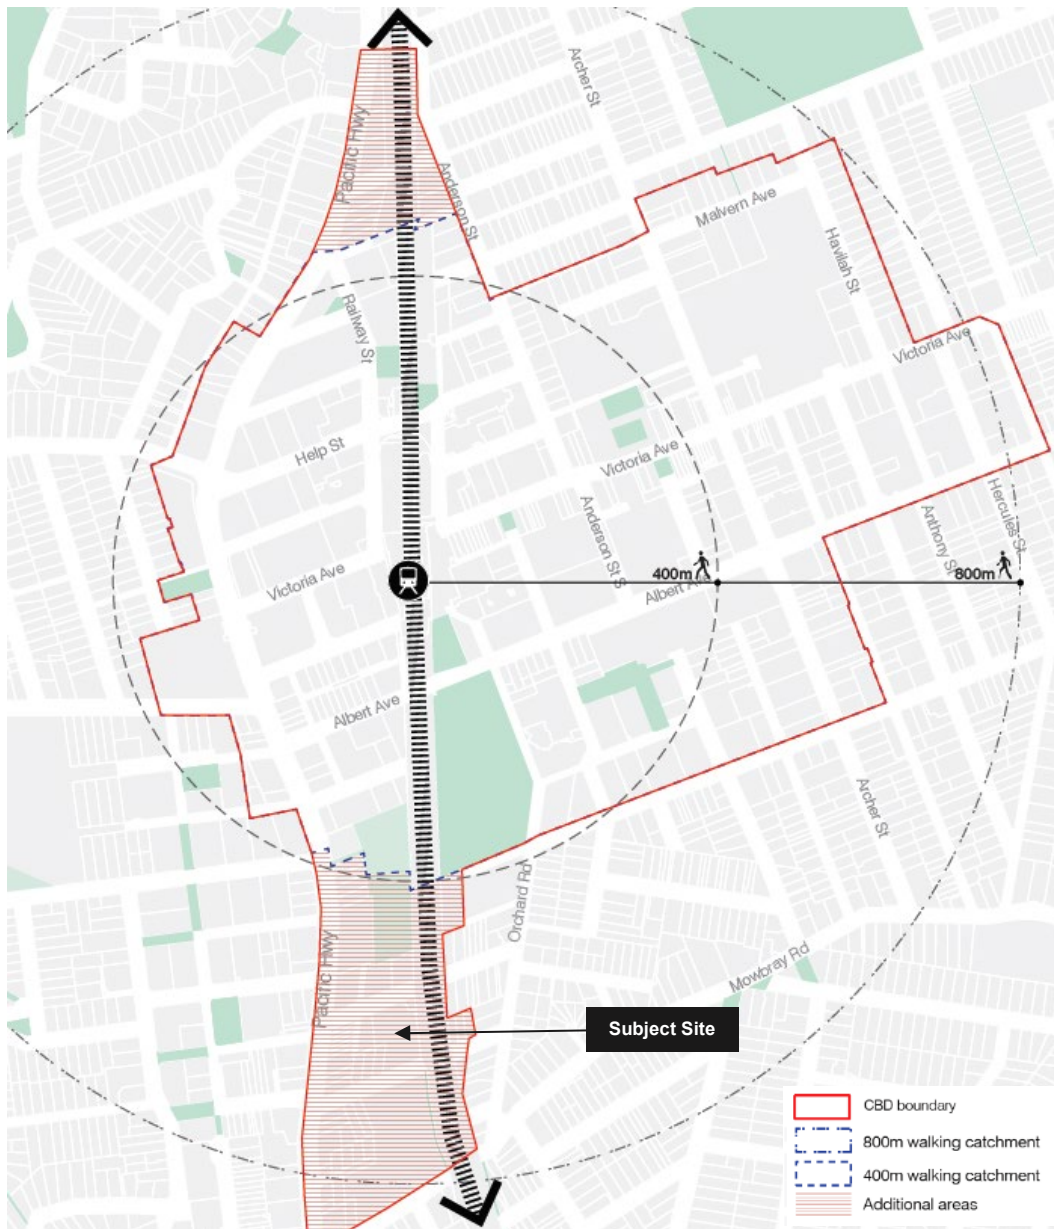 Archer St
Pacific Hwy
Anderson St
Malvern Ave
Havilah St
Railway St
Victoria Ave
Help St
Victoria Ave
Hercules St
Anthony St
Anderson St S
Victoria Ave
400m
800m
Albert Ave
Albert Ave
Archer St
Orchard Rd
Pacific Hwy
Mowbray Rd
Subject Site
CBD boundary
800m walking catchment
400m walking catchment
Additional areas